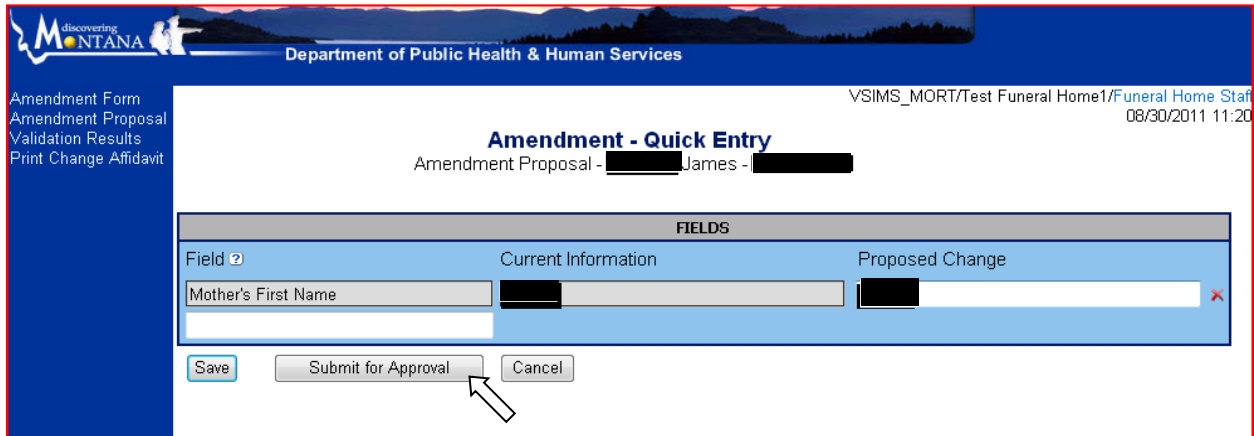 discovering
MONTANA
Department of Public Health & Human Services
Amendment Form
Amendment Proposal
Validation Results
Print Change Affidavit
VSIMS_MORT/Test Funeral Home1/Funeral Home Staff
08/30/2011 11:20
Amendment - Quick Entry
Amendment Proposal - James -
FIELDS
Field ? Current Information Proposed Change
Mother's First Name
Save Submit for Approval Cancel